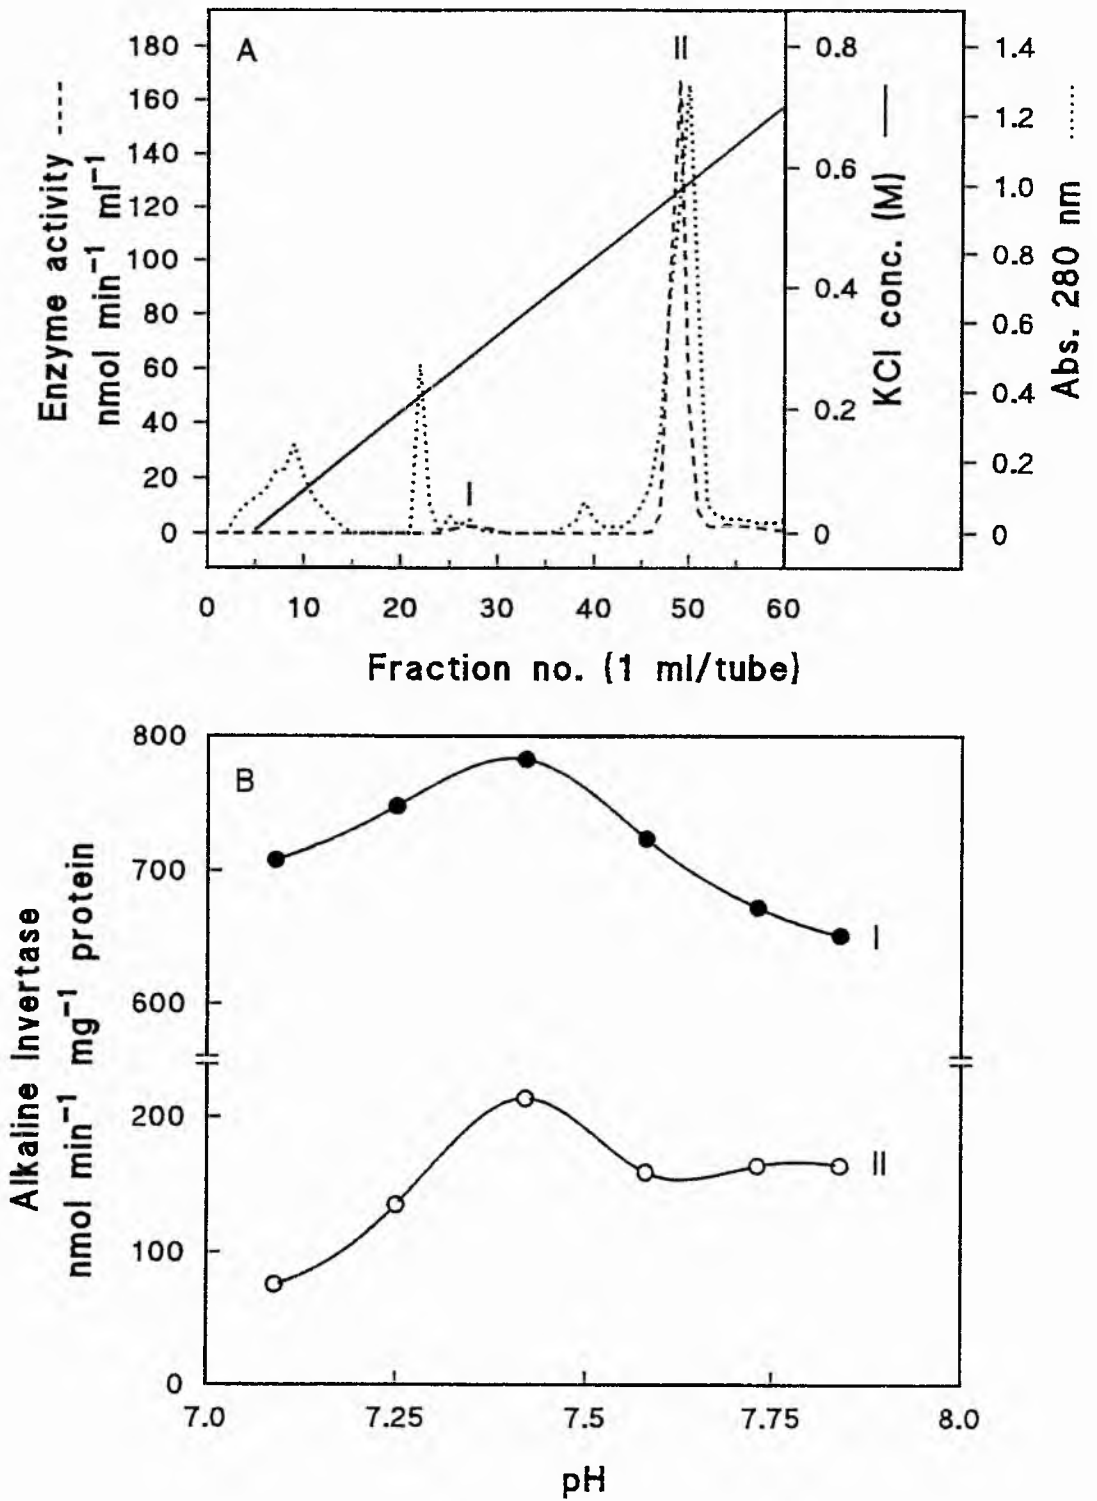 A
II
I
180
160
140
120
100
80
60
40
20
0
Enzyme activity ----
nmol min⁻¹ ml⁻¹
0.8
0.6
0.4
0.2
0
KCl conc. (M) —
1.4
1.2
1.0
0.8
0.6
0.4
0.2
0
Abs. 280 nm ......
0 10 20 30 40 50 60
Fraction no. (1 ml/tube)
B
800
700
600
200
100
0
Alkaline Invertase
nmol min⁻¹ mg⁻¹ protein
I
II
7.0 7.25 7.5 7.75 8.0
pH